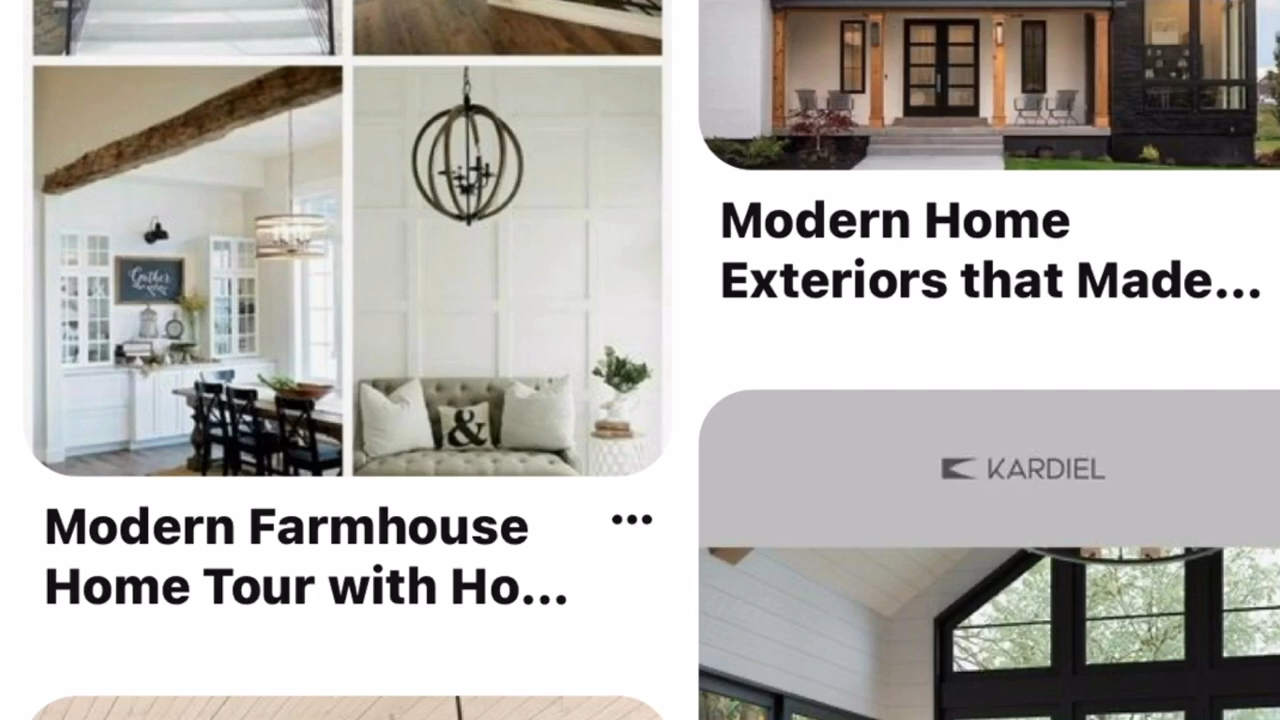 Gather
&
Modern Farmhouse
Home Tour with Ho...
Modern Home
Exteriors that Made...
KARDIEL